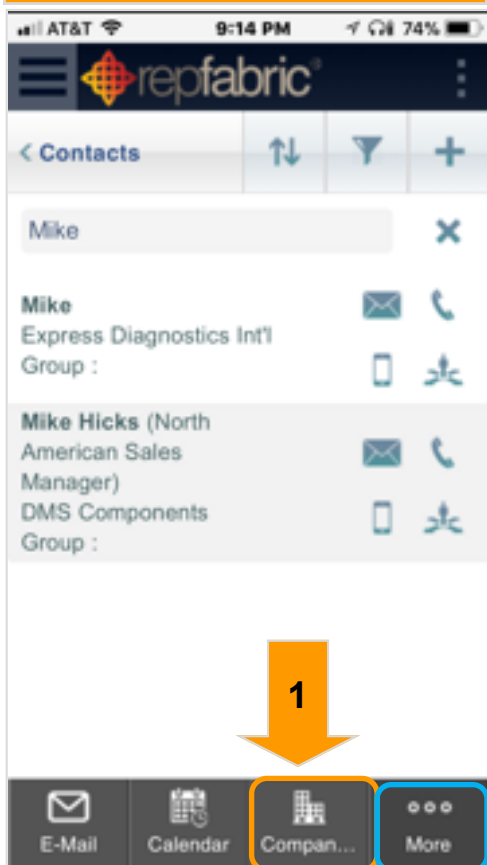 AT&T 9:14 PM 74%
repfabric®
< Contacts
Mike
Mike
Express Diagnostics Int'l
Group :
Mike Hicks (North
American Sales
Manager)
DMS Components
Group :
1
E-Mail Calendar Compan... More